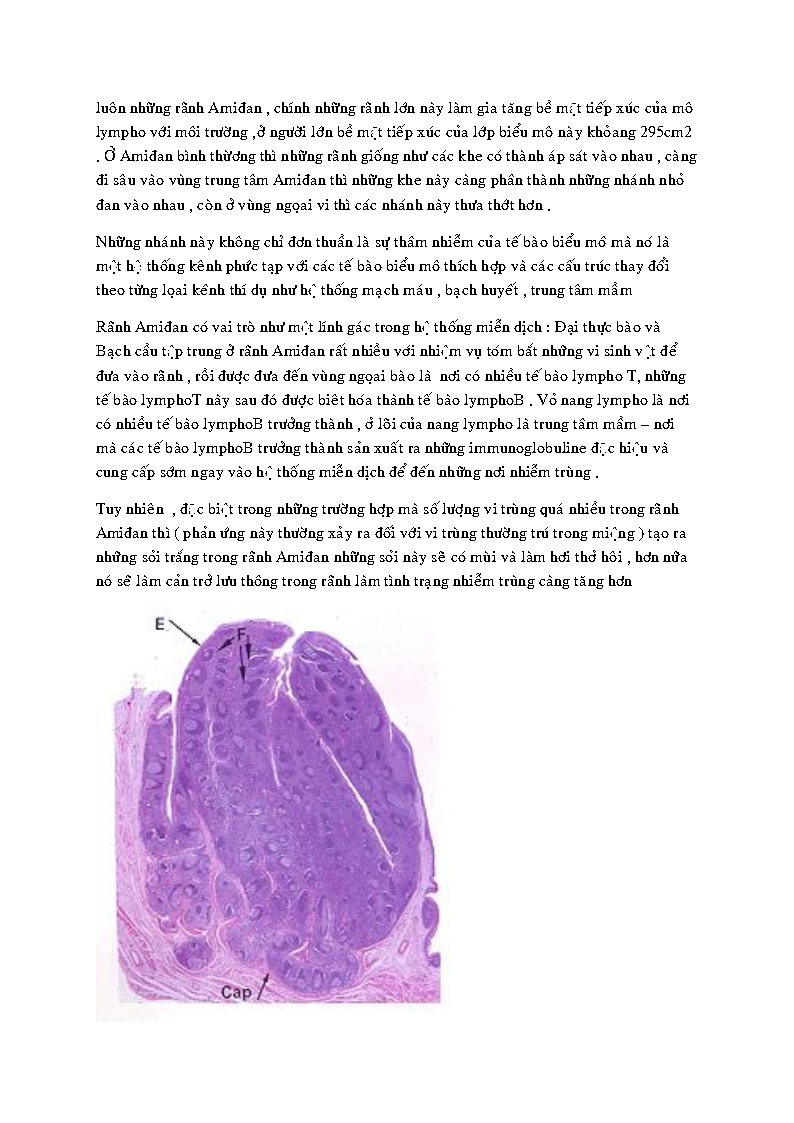 luôn những rãnh Amiđan , chính những rãnh lớn này làm gia tăng bề mặt tiếp xúc của mô
lympho với môi trường ,ở người lớn bề mặt tiếp xúc của lớp biểu mô này khỏang 295cm2
. Ở Amiđan bình thừơng thì những rãnh giống như các khe có thành áp sát vào nhau , càng
đi sâu vào vùng trung tâm Amiđan thì những khe này càng phân thành những nhánh nhỏ
đan vào nhau , còn ở vùng ngọai vi thì các nhánh này thưa thớt hơn .
Những nhánh này không chỉ đơn thuần là sự thâm nhiễm của tế bào biểu mô mà nó là
một hệ thống kênh phức tạp với các tế bào biểu mô thích hợp và các cấu trúc thay đổi
theo từng lọai kênh thí dụ như hệ thống mạch máu , bạch huyết , trung tâm mầm
Rãnh Amiđan có vai trò như một lính gác trong hệ thống miễn dịch : Đại thực bào và
Bạch cầu tập trung ở rãnh Amiđan rất nhiều với nhiệm vụ tóm bắt những vi sinh vật để
đưa vào rãnh , rồi được đưa đến vùng ngọai bào là nơi có nhiều tế bào lympho T, những
tế bào lymphoT này sau đó được biêt hóa thành tế bào lymphoB . Vỏ nang lympho là nơi
có nhiều tế bào lymphoB trưởng thành , ở lõi của nang lympho là trung tâm mầm – nơi
mà các tế bào lymphoB trưởng thành sản xuất ra những immunoglobuline đặc hiệu và
cung cấp sớm ngay vào hệ thống miễn dịch để đến những nơi nhiễm trùng .
Tuy nhiên , đặc biệt trong những trường hợp mà số lượng vi trùng quá nhiều trong rãnh
Amiđan thì ( phản ứng này thường xảy ra đối với vi trùng thường trú trong miệng ) tạo ra
những sỏi trắng trong rãnh Amiđan những sỏi này sẽ có mùi và làm hơi thở hôi , hơn nữa
nó sẽ làm cản trở lưu thông trong rãnh làm tình trạng nhiễm trùng càng tăng hơn
E
F
Cap